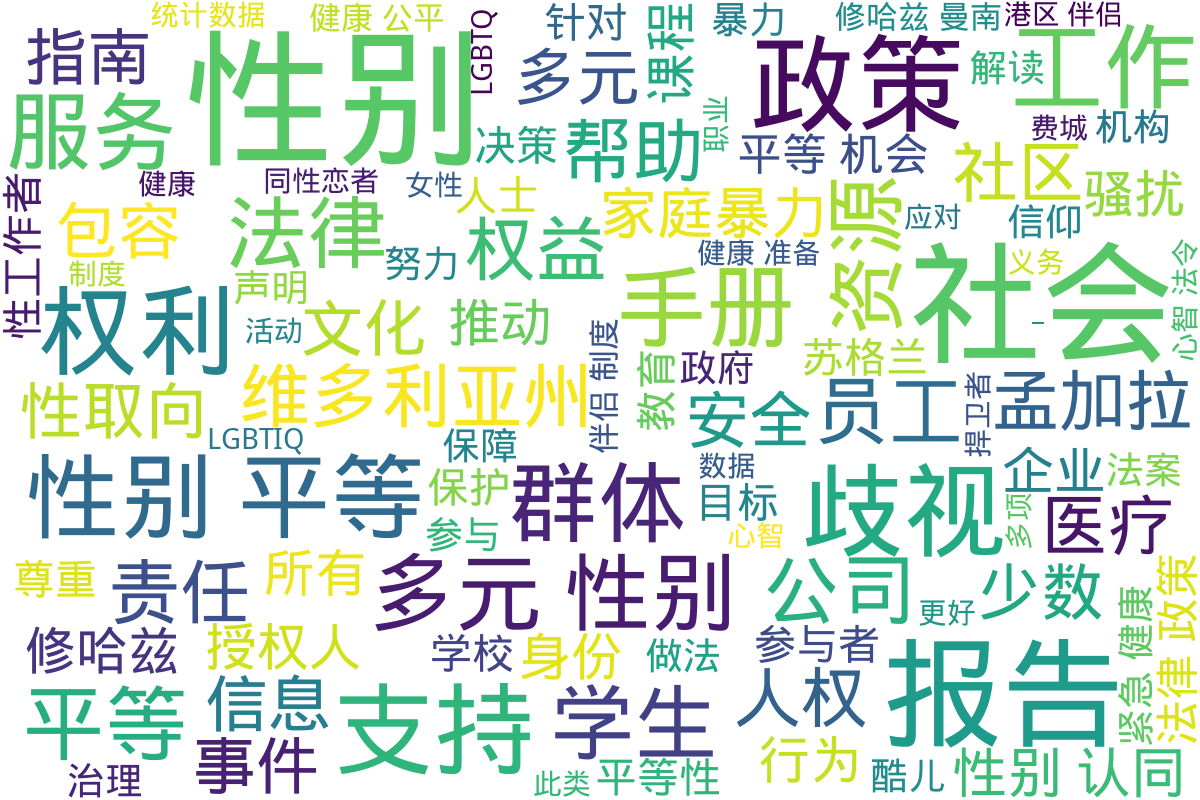 统计数据
健康 公平
LGBTQ
针对
课程
暴力
修哈兹 曼南
港区 伴侣
指南
性别
多元
政策
解读
工作
服务
决策
帮助
职业
平等 机会
费城
机构
性工作者
健康
同性恋者
女性
人士
家庭暴力
资源
社区
骚扰
包容
法律
权益
应对
信仰
制度
声明
努力
健康 准备
义务
心智 法令
权利
活动
文化
推动
手册
社会
伴侣 制度
教育
政府
苏格兰
性取向
维多利亚州
安全
员工
捍卫者
孟加拉
LGBTIQ
保障
数据
企业
法案
性别 平等
保护
群体
目标
歧视
多项
医疗
参与
心智
尊重
责任
所有
多元 性别
公司
少数
更好
紧急 健康
法律 政策
修哈兹
授权人
学校
身份
做法
参与者
报告
平等
信息
支持
学生
人权
治理
事件
此类
平等性
行为
酷儿
性别 认同